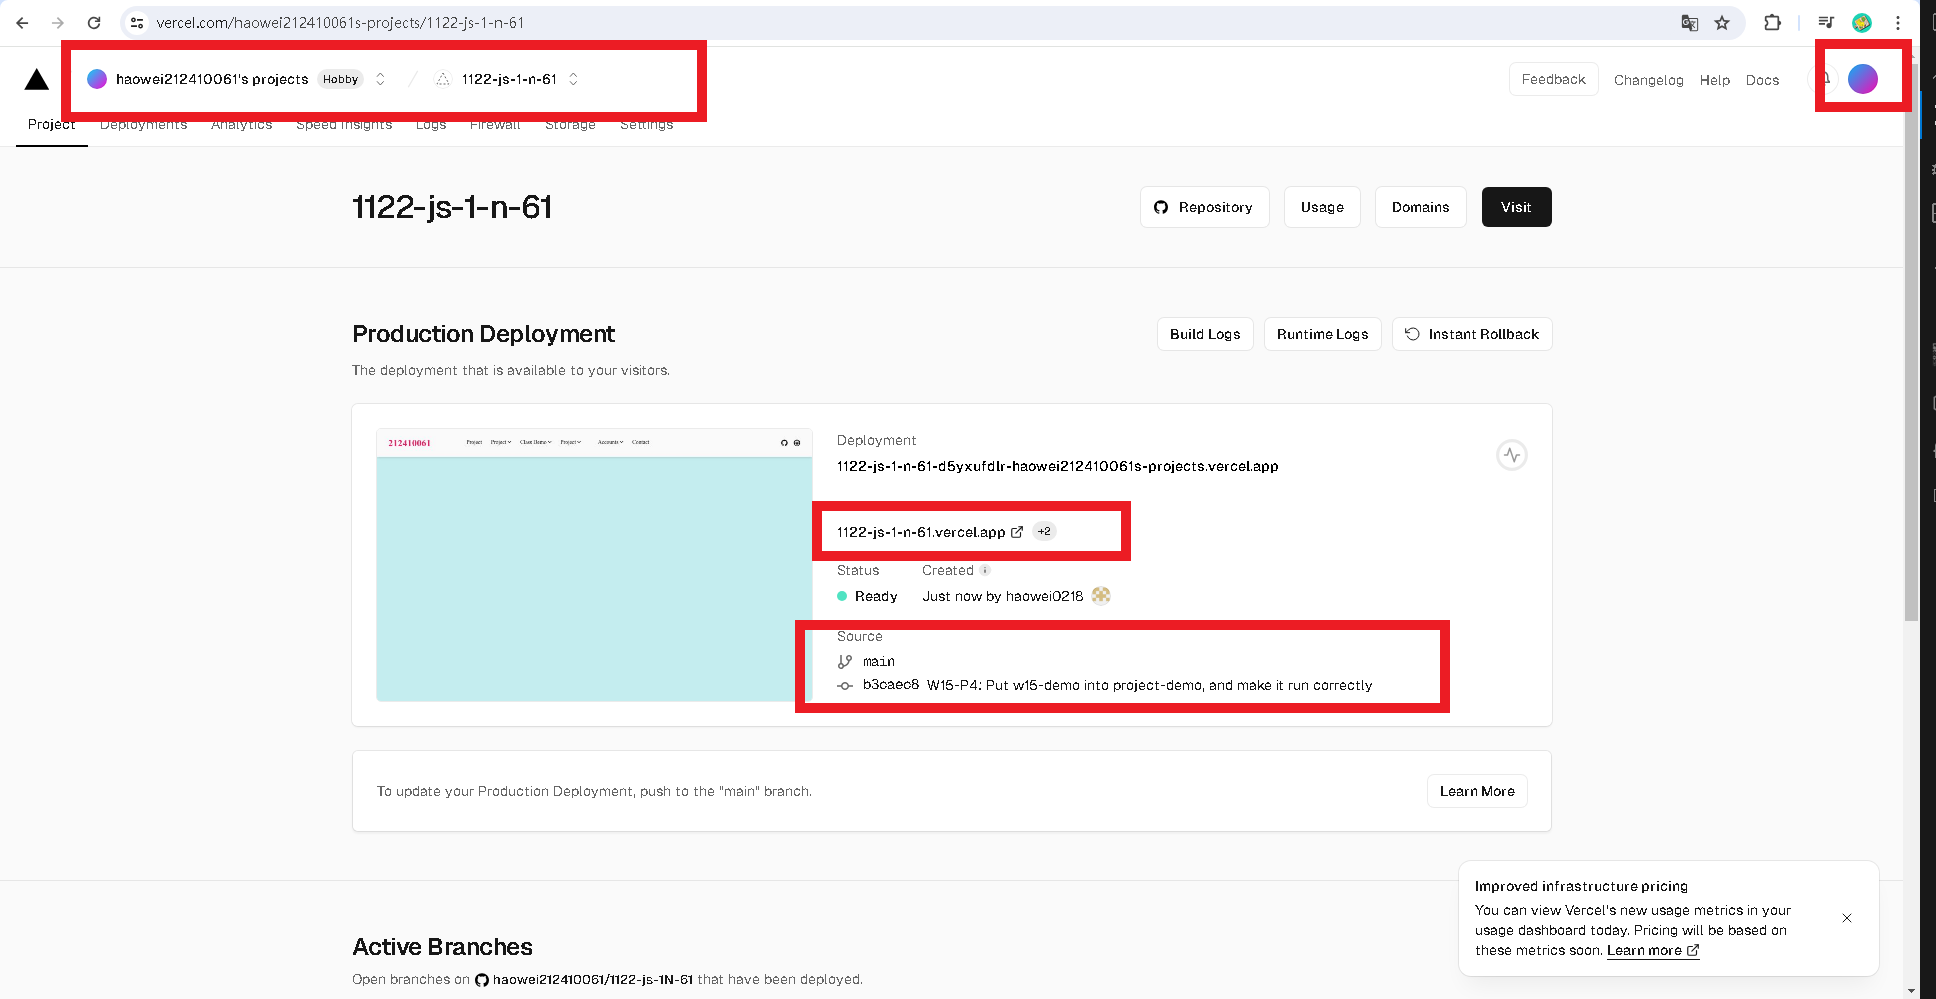 vercel.com/haowei212410061s-projects/1122-js-1-n-61
haowei212410061's projects Hobby / 1122-js-1-n-61
Feedback Changelog Help Docs
Project Deployments Analytics Speed Insights Logs Firewall Storage Settings
1122-js-1-n-61
Repository Usage Domains Visit
Production Deployment
Build Logs Runtime Logs Instant Rollback
The deployment that is available to your visitors.
212410061 Project Project Class Demo Project Accounts Contact
Deployment
1122-js-1-n-61-d5yxufdlr-haowei212410061s-projects.vercel.app
1122-js-1-n-61.vercel.app +2
Status Created
Ready Just now by haowei0218
Source
main
b3caec8 W15-P4: Put w15-demo into project-demo, and make it run correctly
To update your Production Deployment, push to the "main" branch.
Learn More
Improved infrastructure pricing
You can view Vercel's new usage metrics in your
usage dashboard today. Pricing will be based on
these metrics soon. Learn more
Active Branches
Open branches on haowei212410061/1122-js-1N-61 that have been deployed.